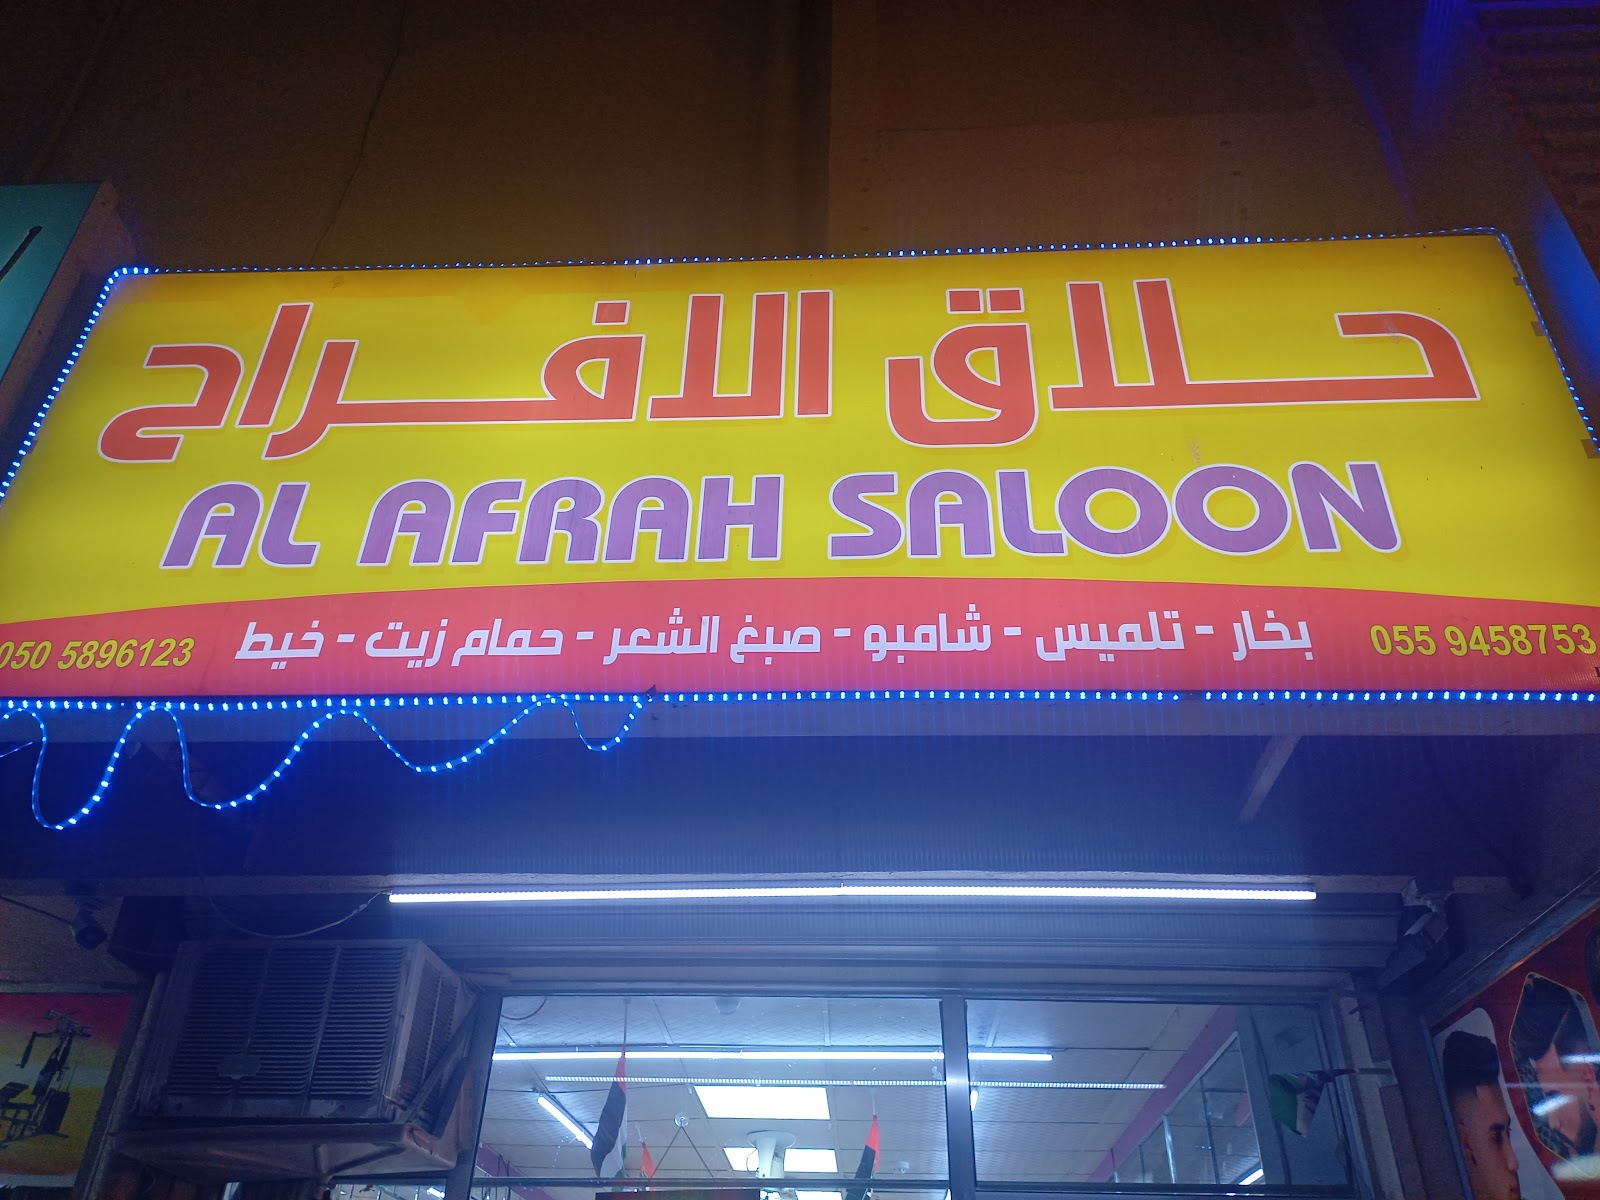 حلاق الافراح
AL AFRAH SALOON
050 5896123 بخار - تلميس - شامبو - صبغ الشعر - حمام زيت - خيط 055 9458753